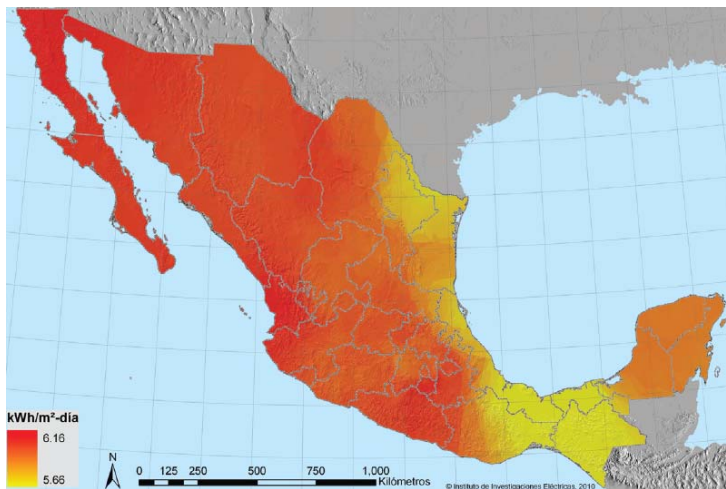 kWh/m²-día
6.16
5.66
N
0 125 250 500 750 1,000
Kilómetros
© Instituto de Investigaciones Eléctricas, 2010